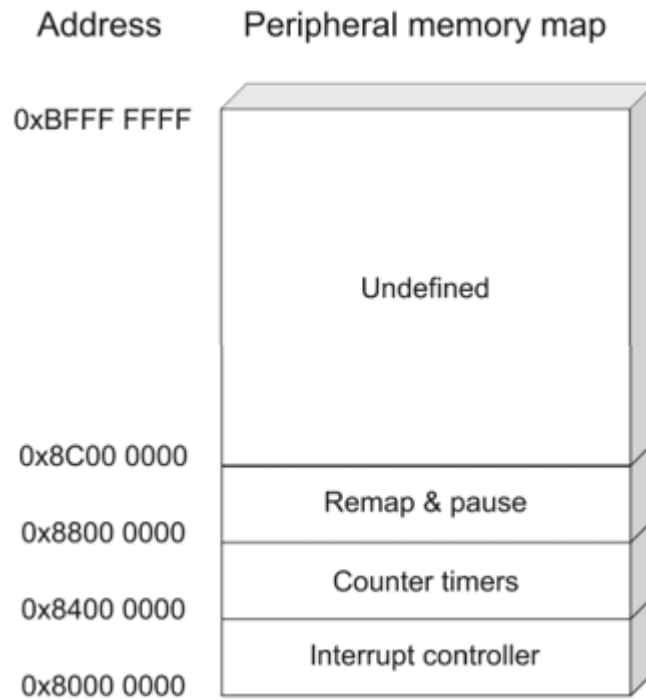 Address Peripheral memory map
0xBFFF FFFF
Undefined
0x8C00 0000
Remap & pause
0x8800 0000
Counter timers
0x8400 0000
Interrupt controller
0x8000 0000